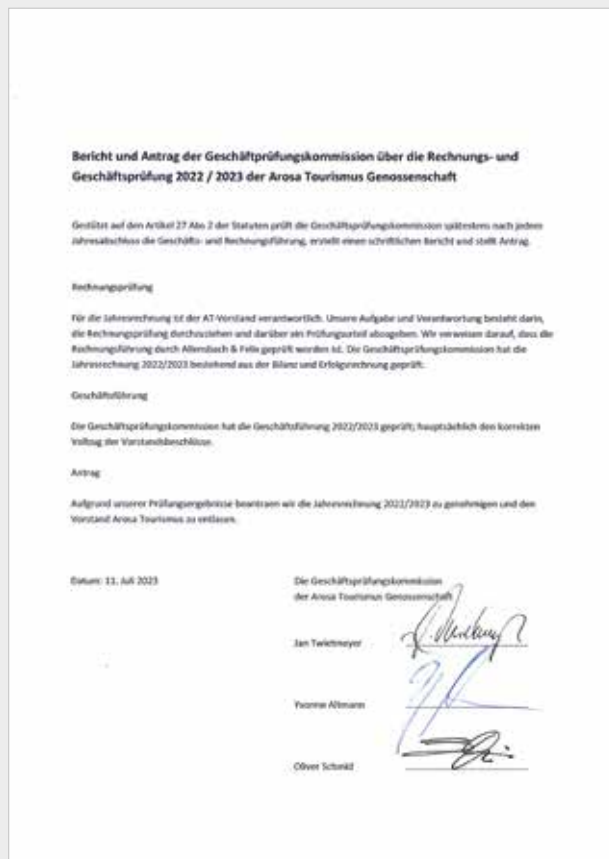 Bericht und Antrag der Geschäftprüfungskommission über die Rechnungs- und
Geschäftsprüfung 2022 / 2023 der Arosa Tourismus Genossenschaft
Gestützt auf den Artikel 27 Abs 2 der Statuten prüft die Geschäftsprüfungskommission spätestens nach jedem
Jahresabschluss die Geschäfts- und Rechnungsführung, erstellt einen schriftlichen Bericht und stellt Antrag.
Rechnungsprüfung
Für die Jahresrechnung ist der AT-Vorstand verantwortlich. Unsere Aufgabe und Verantwortung besteht darin,
die Rechnungsprüfung durchzuziehen und darüber ein Prüfungsurteil abzugeben. Wir verweisen darauf, dass die
Rechnungsführung durch & Felix geprüft worden ist. Die Geschäftsprüfungskommission hat die
Jahresrechnung 2022/2023 bestehend aus der Bilanz und Erfolgsrechnung geprüft.
Geschäftsführung
Die Geschäftsprüfungskommission hat die Geschäftsführung 2022/2023 geprüft; hauptsächlich den korrekten
Vollzug der Vorstandsbeschlüsse.
Antrag
Aufgrund unserer Prüfungsergebnisse beantraen wir die Jahresrechnung 2022/2023 zu genehmigen und den
Vorstand Arosa Tourismus zu entlasen.
Datum: 11. Juli 2023
Die Geschäftsprüfungskommission
der Arosa Tourismus Genossenschaft
Jan Twietmeyer
Yvonne Altmann
Oliver Schmid